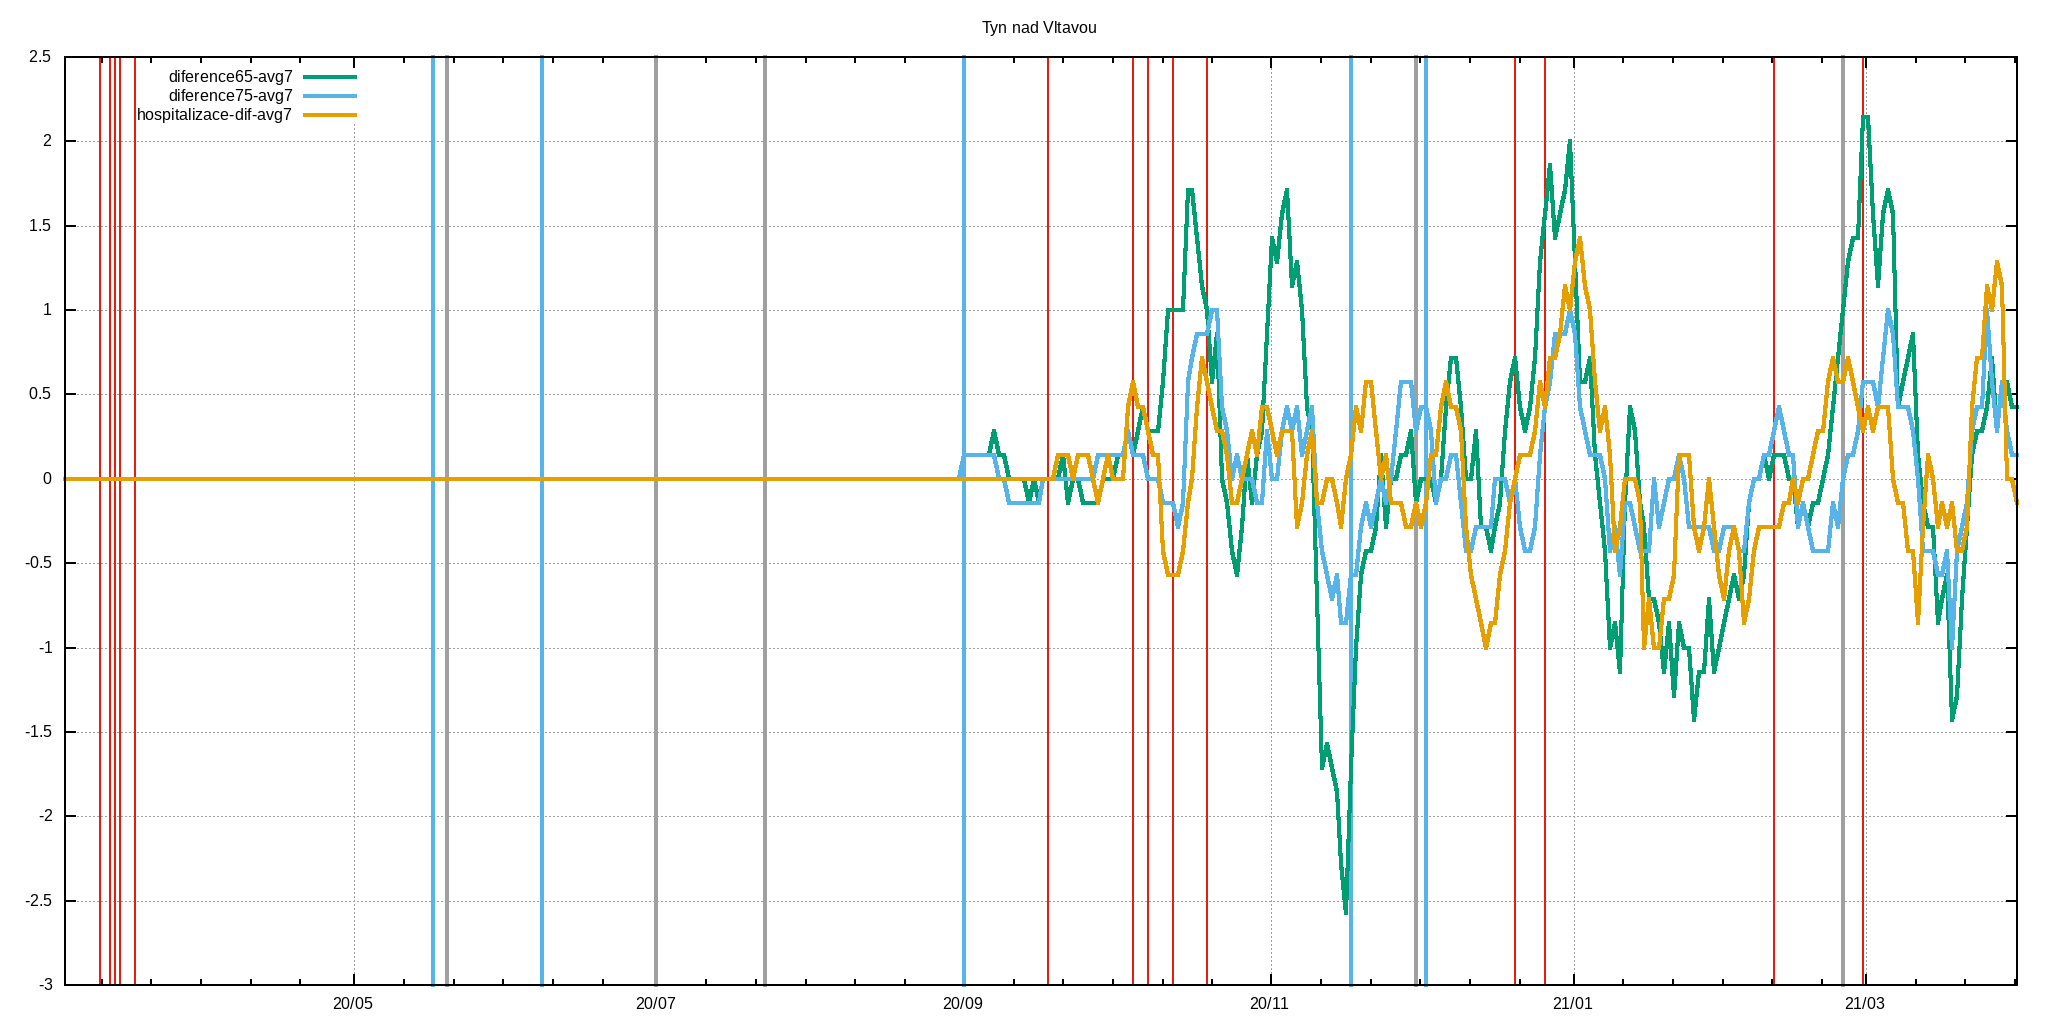 Tyn nad Vltavou
2.5
diference65-avg7
diference75-avg7
hospitalizace-dif-avg7
2
1.5
1
0.5
0
-0.5
-1
-1.5
-2
-2.5
-3
20/05 20/07 20/09 20/11 21/01 21/03